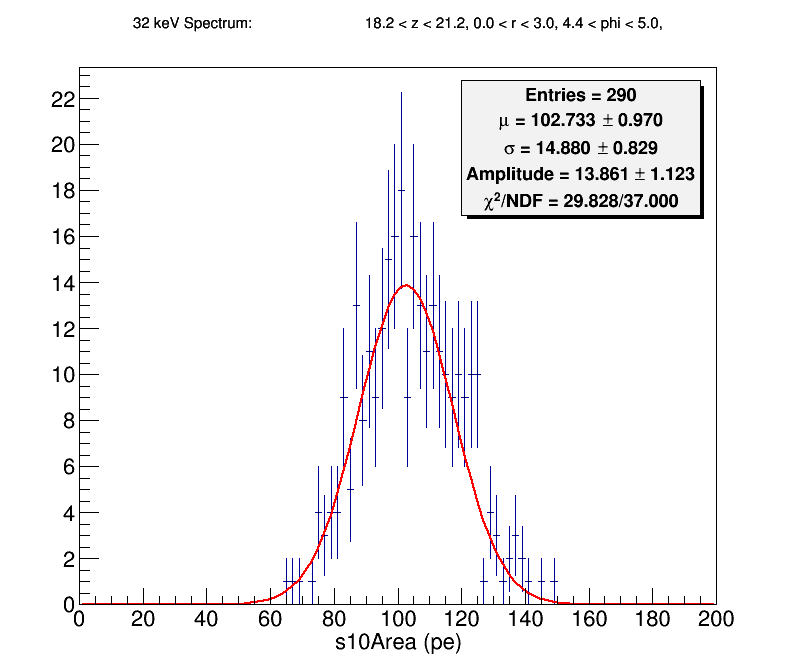 32 keV Spectrum: 18.2 < z < 21.2, 0.0 < r < 3.0, 4.4 < phi < 5.0,
Entries = 290
μ = 102.733 ± 0.970
σ = 14.880 ± 0.829
Amplitude = 13.861 ± 1.123
χ²/NDF = 29.828/37.000
22
20
18
16
14
12
10
8
6
4
2
0
0 20 40 60 80 100 120 140 160 180 200
s10Area (pe)